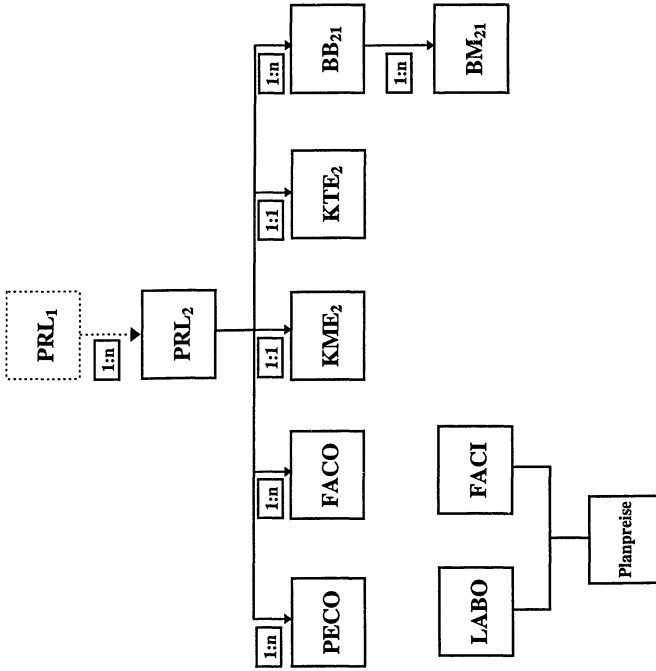 PRL₁
1:n
PRL₂
1:n
1:n
1:1
1:1
1:n
PECO
FACO
KME₂
KTE₂
BB₂₁
1:n
LABO
FACI
BM₂₁
Planpreise